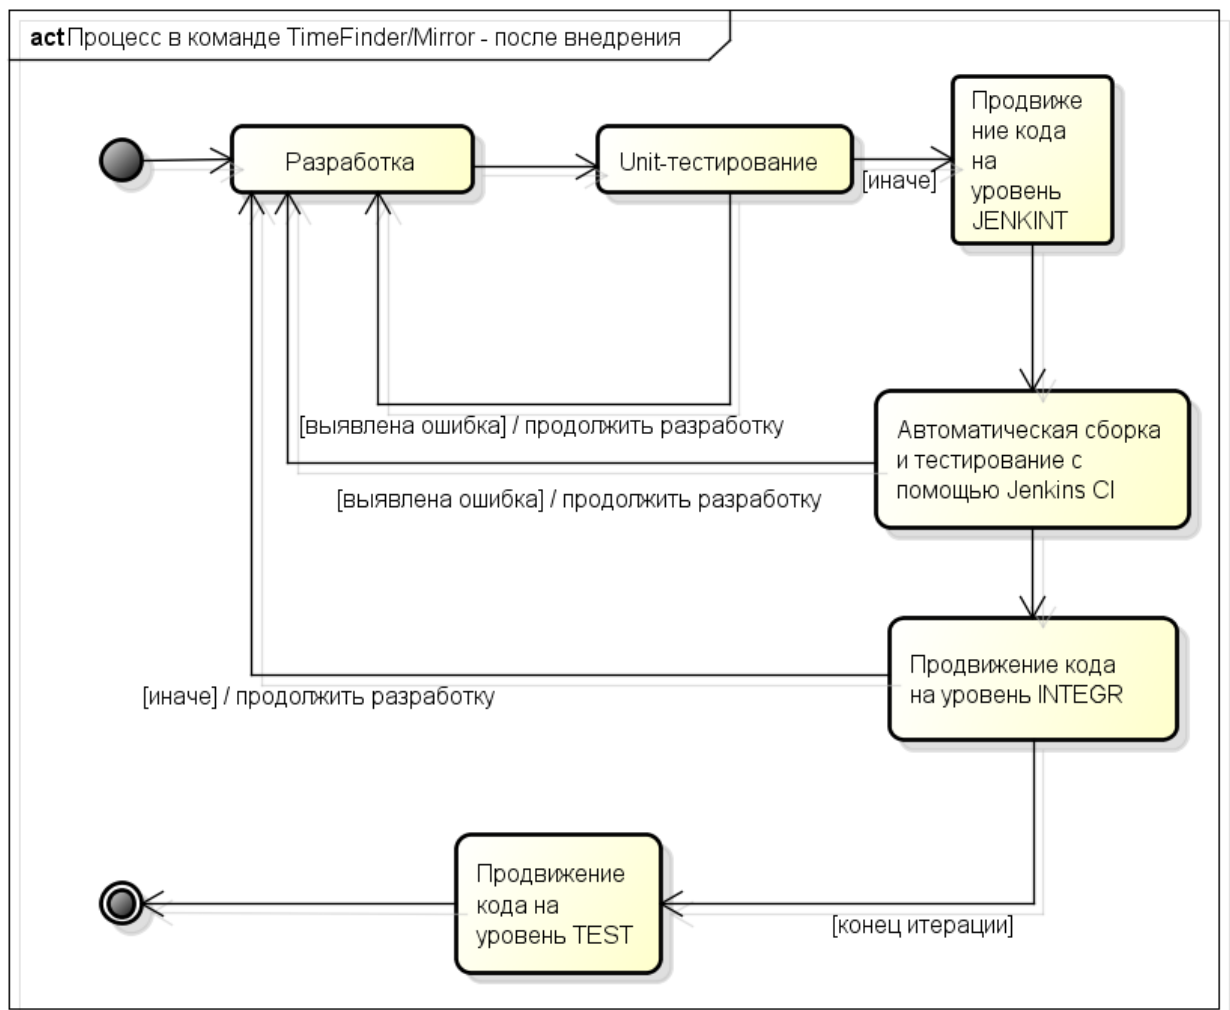 act Процесс в команде TimeFinder/Mirror - после внедрения
Разработка
Unit-тестирование
[иначе]
Продвиже
ние кода
на
уровень
JENKINT
[выявлена ошибка] / продолжить разработку
Автоматическая сборка
и тестирование с
помощью Jenkins CI
[выявлена ошибка] / продолжить разработку
Продвижение кода
на уровень INTEGR
[иначе] / продолжить разработку
Продвижение
кода на
уровень TEST
[конец итерации]